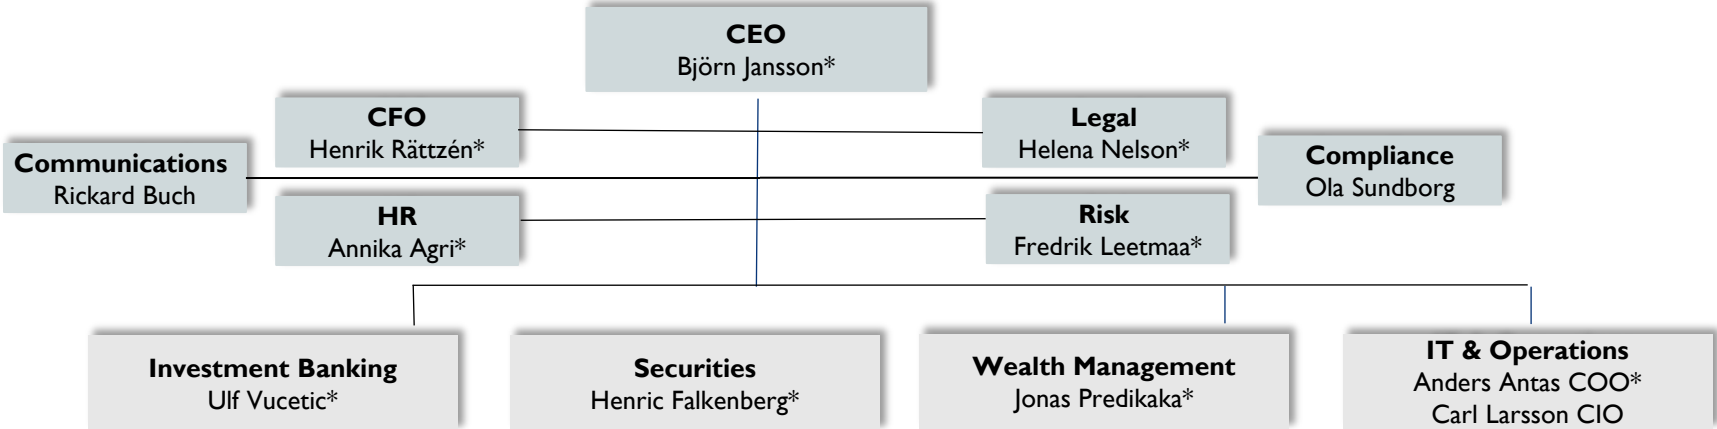 CEO
Björn Jansson*
CFO
Henrik Rättzén*
Legal
Helena Nelson*
Communications
Rickard Buch
Compliance
Ola Sundborg
HR
Annika Agri*
Risk
Fredrik Leetmaa*
Investment Banking
Ulf Vucetic*
Securities
Henric Falkenberg*
Wealth Management
Jonas Predikaka*
IT & Operations
Anders Antas COO*
Carl Larsson CIO